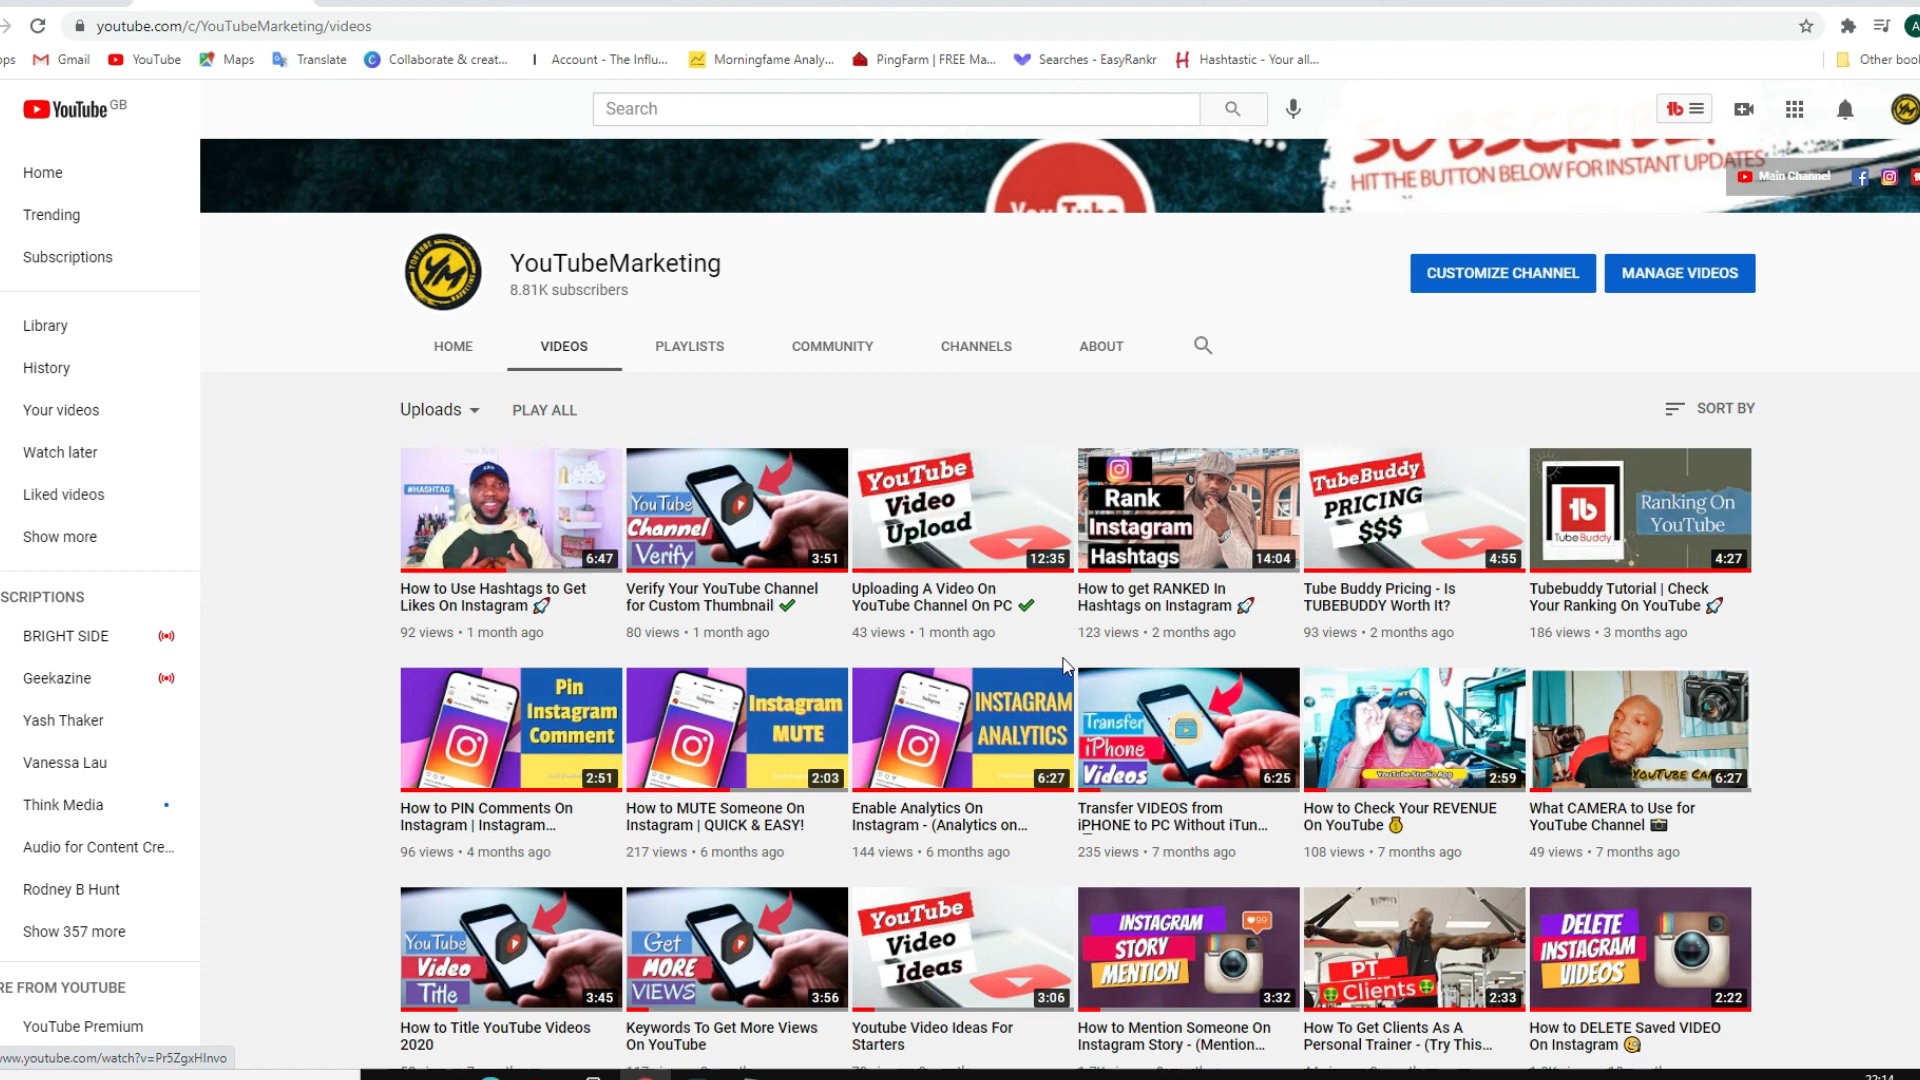 youtube.com/c/YouTubeMarketing/videos
Gmail YouTube Maps Translate Collaborate & creat... Account - The Influ... Morningfame Analy... PingFarm | FREE Ma... Searches - EasyRankr Hashtastic - Your all... Other
YouTube GB
Search
HIT THE BUTTON BELOW FOR INSTANT UPDATES
Main Channel
Home
Trending
Subscriptions
Library
History
Your videos
Watch later
Liked videos
Show more
SCRIPTIONS
BRIGHT SIDE
Geekazine
Yash Thaker
Vanessa Lau
Think Media
Audio for Content Cre...
Rodney B Hunt
Show 357 more
RE FROM YOUTUBE
YouTube Premium
www.youtube.com/watch?v=Pr5ZgxHInvo
YouTubeMarketing
8.81K subscribers
CUSTOMIZE CHANNEL MANAGE VIDEOS
HOME VIDEOS PLAYLISTS COMMUNITY CHANNELS ABOUT
Uploads PLAY ALL SORT BY
#HASHTAG
6:47
How to Use Hashtags to Get
Likes On Instagram
92 views • 1 month ago
YouTube
Channel
Verify
3:51
Verify Your YouTube Channel
for Custom Thumbnail
80 views • 1 month ago
YouTube
Video
Upload
12:35
Uploading A Video On
YouTube Channel On PC
43 views • 1 month ago
Rank
Instagram
Hashtags
14:04
How to get RANKED In
Hashtags on Instagram
123 views • 2 months ago
TubeBuddy
PRICING
$$$
4:55
Tube Buddy Pricing - Is
TUBEBUDDY Worth It?
93 views • 2 months ago
Ranking On
YouTube
TubeBuddy
4:27
Tubebuddy Tutorial | Check
Your Ranking On YouTube
186 views • 3 months ago
Pin
Instagram
Comment
2:51
How to PIN Comments On
Instagram | Instagram...
96 views • 4 months ago
Instagram
MUTE
2:03
How to MUTE Someone On
Instagram | QUICK & EASY!
217 views • 6 months ago
INSTAGRAM
ANALYTICS
6:27
Enable Analytics On
Instagram - (Analytics on...
144 views • 6 months ago
Transfer
iPhone
Videos
6:25
Transfer VIDEOS from
iPHONE to PC Without iTun...
235 views • 7 months ago
YouTube Studio App
2:59
How to Check Your REVENUE
On YouTube
108 views • 7 months ago
YOUTUBE
6:27
What CAMERA to Use for
YouTube Channel
49 views • 7 months ago
YouTube
Video
Title
3:45
How to Title YouTube Videos
2020
Get
MORE
VIEWS
3:56
Keywords To Get More Views
On YouTube
YouTube
Video
Ideas
3:06
Youtube Video Ideas For
Starters
INSTAGRAM
STORY
MENTION
99
3:32
How to Mention Someone On
Instagram Story - (Mention...
PT
Clients
2:33
How To Get Clients As A
Personal Trainer - (Try This...
DELETE
INSTAGRAM
VIDEOS
2:22
How to DELETE Saved VIDEO
On Instagram